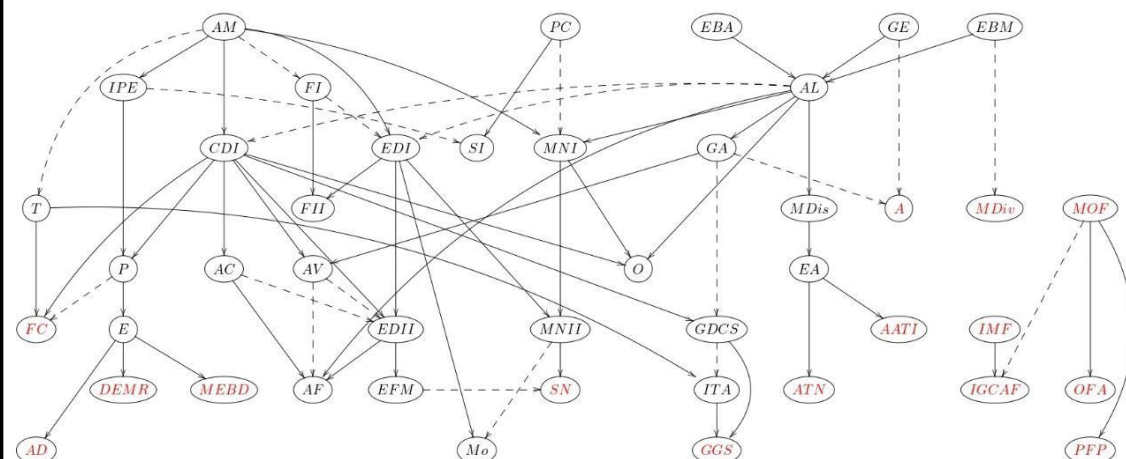 AM PC EBA GE EBM
IPE FI AL
CDI EDI SI MNI GA
T FII MDis A MDiv MOF
P AC AV O EA
FC E EDII MNII GDCS AATI IMF
DEMR MEBD AF EFM SN ITA ATN IGCAF OFA
AD Mo GGS PFP